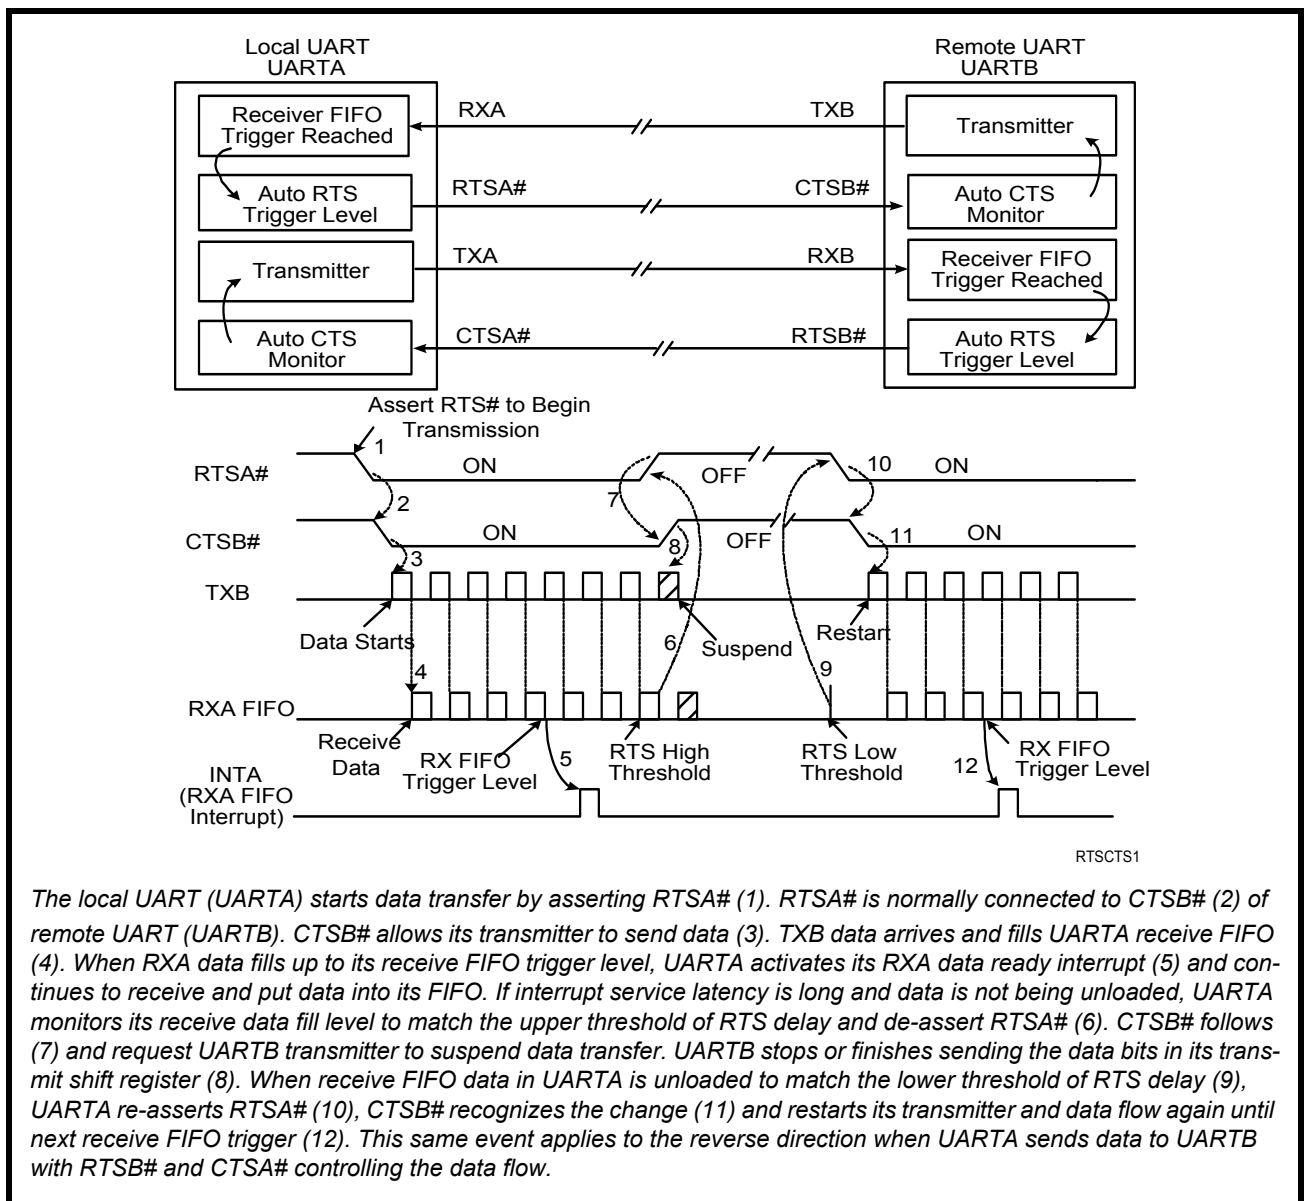 Local UART
UARTA
Remote UART
UARTB
Receiver FIFO
Trigger Reached
RXA
TXB
Transmitter
Auto RTS
Trigger Level
RTSA#
CTSB#
Auto CTS
Monitor
Transmitter
TXA
RXB
Receiver FIFO
Trigger Reached
Auto CTS
Monitor
CTSA#
RTSB#
Auto RTS
Trigger Level
Assert RTS# to Begin
Transmission
1
RTSA#
ON
OFF
10
ON
2
7
CTSB#
ON
OFF
11
ON
3
8
TXB
Data Starts
6
Suspend
Restart
4
9
RXA FIFO
Receive
Data
RX FIFO
Trigger Level
5
RTS High
Threshold
RTS Low
Threshold
12
RX FIFO
Trigger Level
INTA
(RXA FIFO
Interrupt)
RTSCTS1
The local UART (UARTA) starts data transfer by asserting RTSA# (1). RTSA# is normally connected to CTSB# (2) of
remote UART (UARTB). CTSB# allows its transmitter to send data (3). TXB data arrives and fills UARTA receive FIFO
(4). When RXA data fills up to its receive FIFO trigger level, UARTA activates its RXA data ready interrupt (5) and con-
tinues to receive and put data into its FIFO. If interrupt service latency is long and data is not being unloaded, UARTA
monitors its receive data fill level to match the upper threshold of RTS delay and de-assert RTSA# (6). CTSB# follows
(7) and request UARTB transmitter to suspend data transfer. UARTB stops or finishes sending the data bits in its trans-
mit shift register (8). When receive FIFO data in UARTA is unloaded to match the lower threshold of RTS delay (9),
UARTA re-asserts RTSA# (10), CTSB# recognizes the change (11) and restarts its transmitter and data flow again until
next receive FIFO trigger (12). This same event applies to the reverse direction when UARTA sends data to UARTB
with RTSB# and CTSA# controlling the data flow.